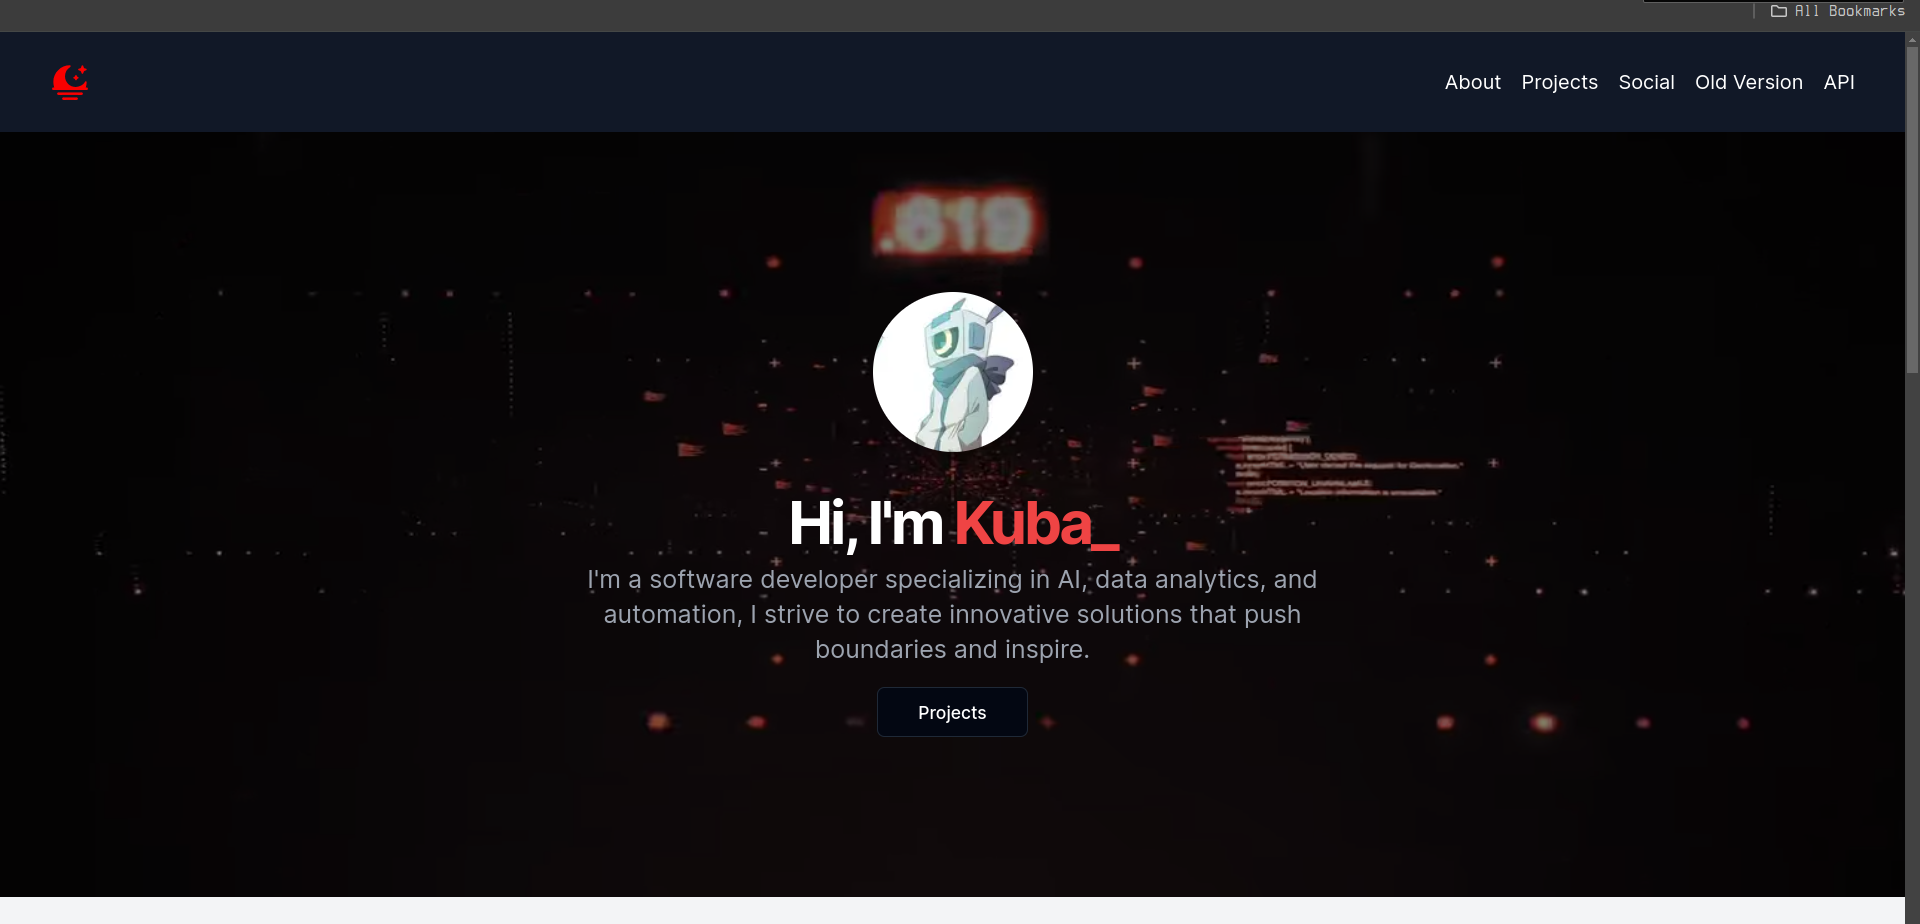 All Bookmarks
About Projects Social Old Version API
.619
Hi, I'm Kuba_
I'm a software developer specializing in AI, data analytics, and
automation, I strive to create innovative solutions that push
boundaries and inspire.
Projects